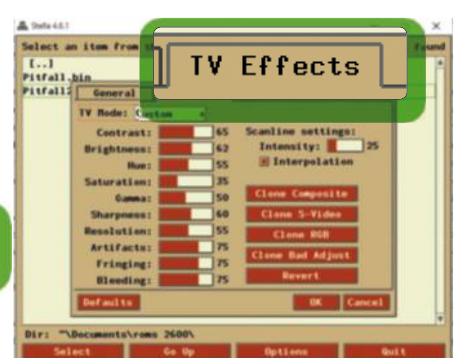 Stella 4.6.1
Select an item from th
found
[..]
Pitfall.bin
Pitfall2
TV Effects
General
TV Mode: Custom
Contrast: 65
Brightness: 62
Hue: 55
Saturation: 35
Gamma: 50
Sharpness: 60
Resolution: 55
Artifacts: 75
Fringing: 75
Bleeding: 75
Scanline settings:
Intensity: 25
Interpolation
Clone Composite
Clone S-Video
Clone RGB
Clone Bad Adjust
Revert
Defaults OK Cancel
Dir: ~\Documents\roms 2600\
Select Go Up Options Quit